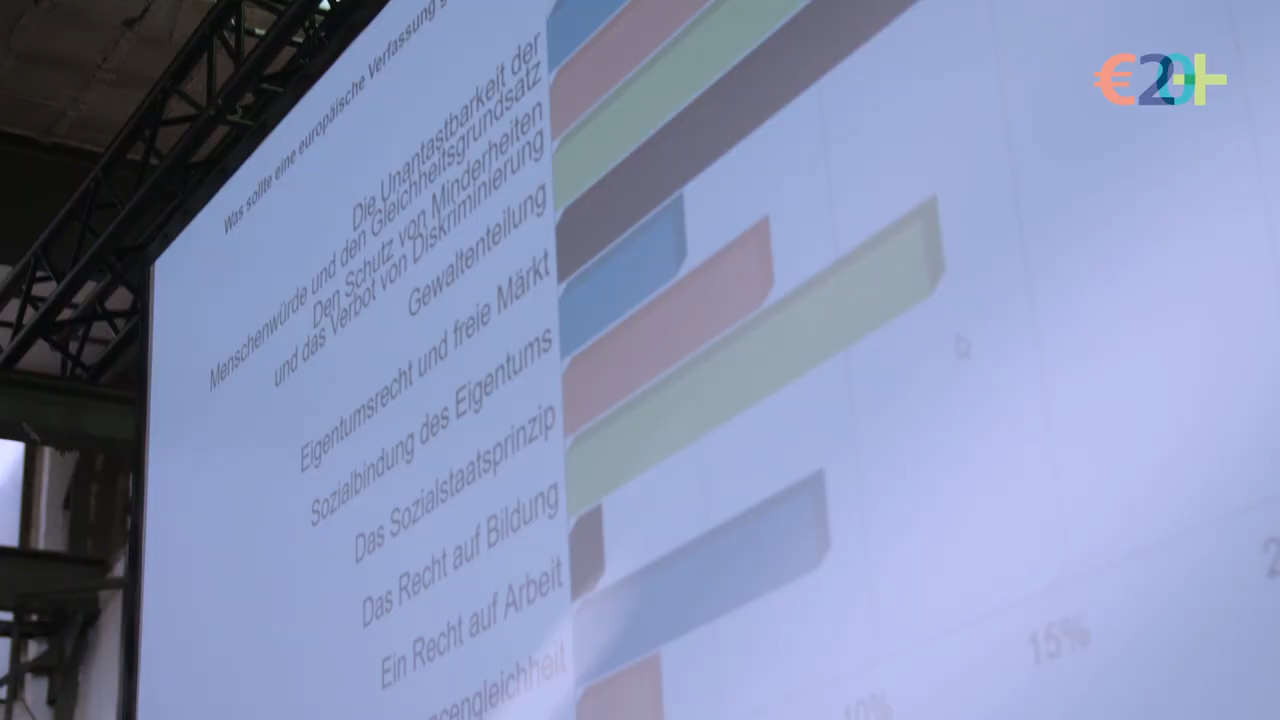 €20+
Was sollte eine europäische Verfassung
Die Unantastbarkeit der
Menschenwürde und den Gleichheitsgrundsatz
Den Schutz von Minderheiten
und das Verbot von Diskriminierung
Gewaltenteilung
Eigentumsrecht und freie Märkt
Sozialbindung des Eigentums
Das Sozialstaatsprinzip
Das Recht auf Bildung
Ein Recht auf Arbeit
10%
15%